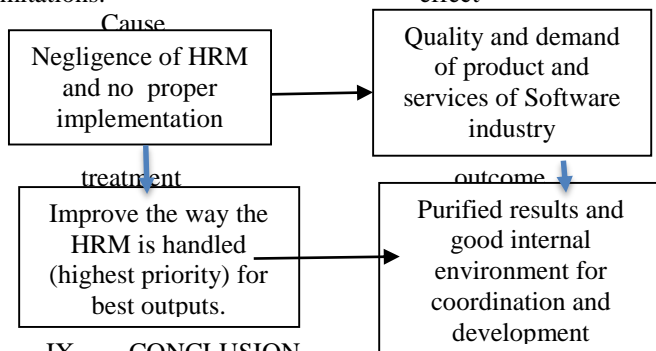 Cause
Negligence of HRM
and no proper
implementation
Quality and demand
of product and
services of Software
industry
treatment
outcome
Improve the way the
HRM is handled
(highest priority) for
best outputs.
Purified results and
good internal
environment for
coordination and
development
IX. CONCLUSION